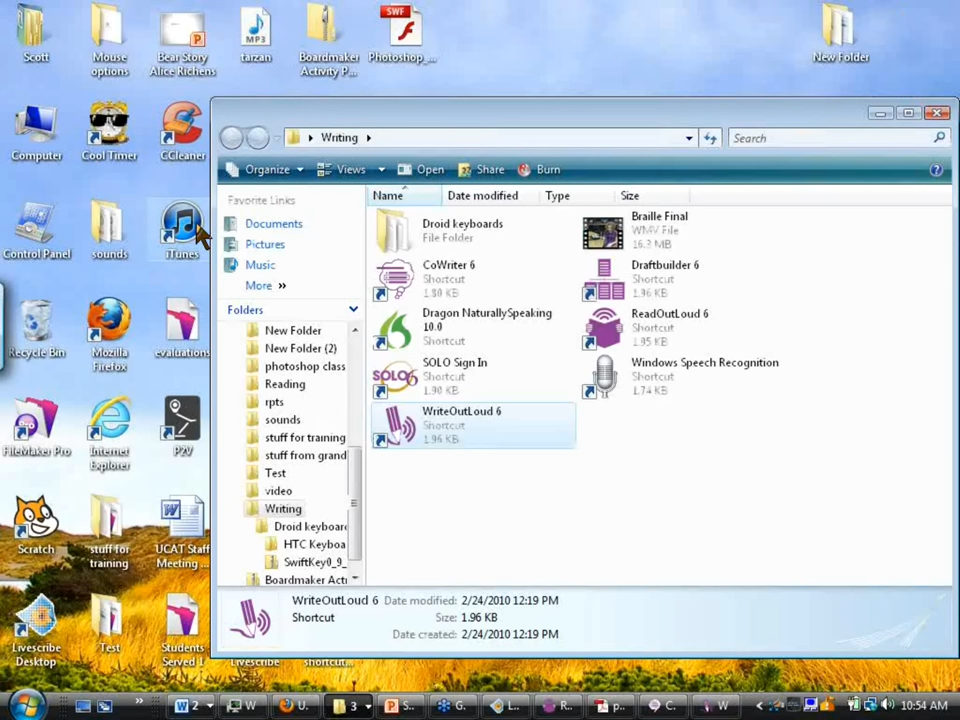 SWF
Scott
Mouse
options
Bear Story
Alice Richens
MP3
tarzan
Boardmaker
Activity P...
Photoshop_...
New Folder
Computer
Cool Timer
CCleaner
Control Panel
sounds
iTunes
Recycle Bin
Mozilla
Firefox
evaluations
FileMaker Pro
Internet
Explorer
P2V
Scratch
stuff for
training
UCAT Staff
Meeting ...
Livescribe
Desktop
Test
Students
Served 1
Livescribe
shortcut...
Writing
Search
Organize
Views
Open
Share
Burn
Favorite Links
Documents
Pictures
Music
More »
Folders
New Folder
New Folder (2)
photoshop class
Reading
rpts
sounds
stuff for training
stuff from grand
Test
video
Writing
Droid keyboard
HTC Keyboa
SwiftKey0_9_
Boardmaker Acti
Name
Date modified
Type
Size
Droid keyboards
File Folder
Braille Final
WMV File
16.3 MB
CoWriter 6
Shortcut
1.80 KB
Draftbuilder 6
Shortcut
1.96 KB
Dragon NaturallySpeaking
10.0
Shortcut
ReadOutLoud 6
Shortcut
1.95 KB
SOLO6
SOLO Sign In
Shortcut
1.90 KB
Windows Speech Recognition
Shortcut
1.74 KB
WriteOutLoud 6
Shortcut
1.96 KB
WriteOutLoud 6
Date modified: 2/24/2010 12:19 PM
Shortcut
Size: 1.96 KB
Date created: 2/24/2010 12:19 PM
»
2
W
U.
3
S...
G.
L...
R..
p..
C.
W
10:54 AM